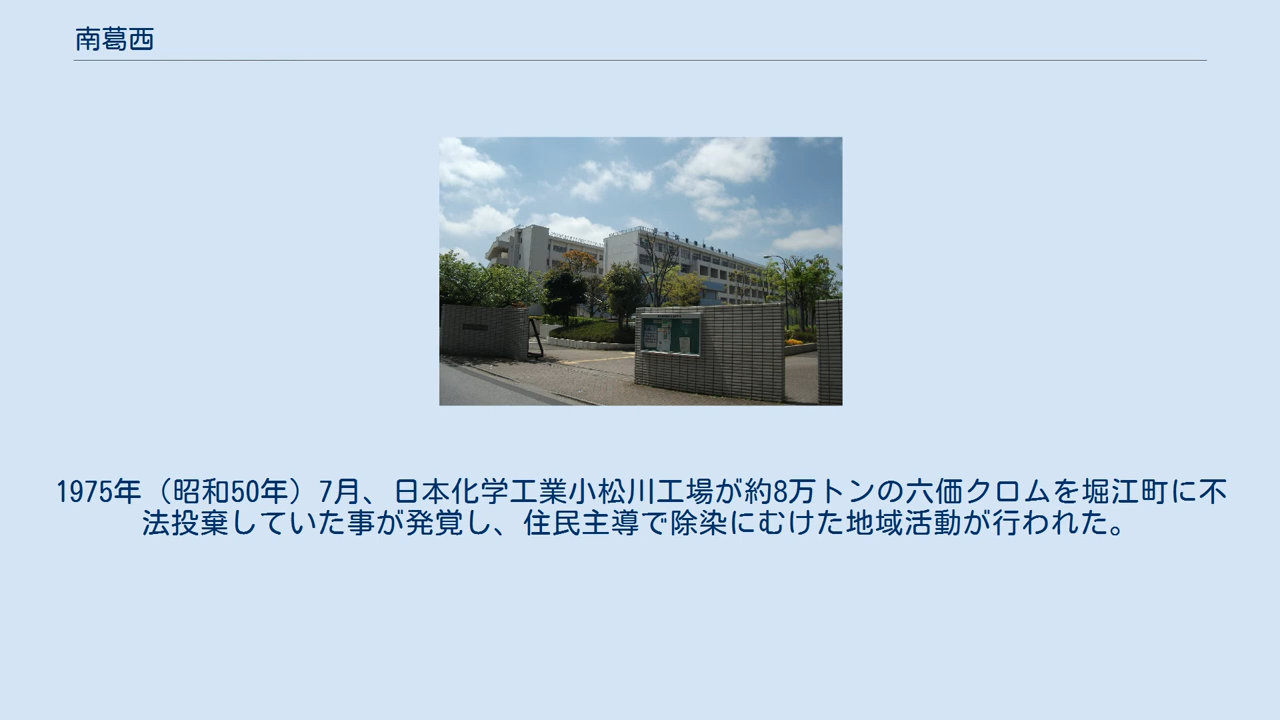 南葛西
1975年（昭和50年）7月、日本化学工業小松川工場が約8万トンの六価クロムを堀江町に不
法投棄していた事が発覚し、住民主導で除染にむけた地域活動が行われた。